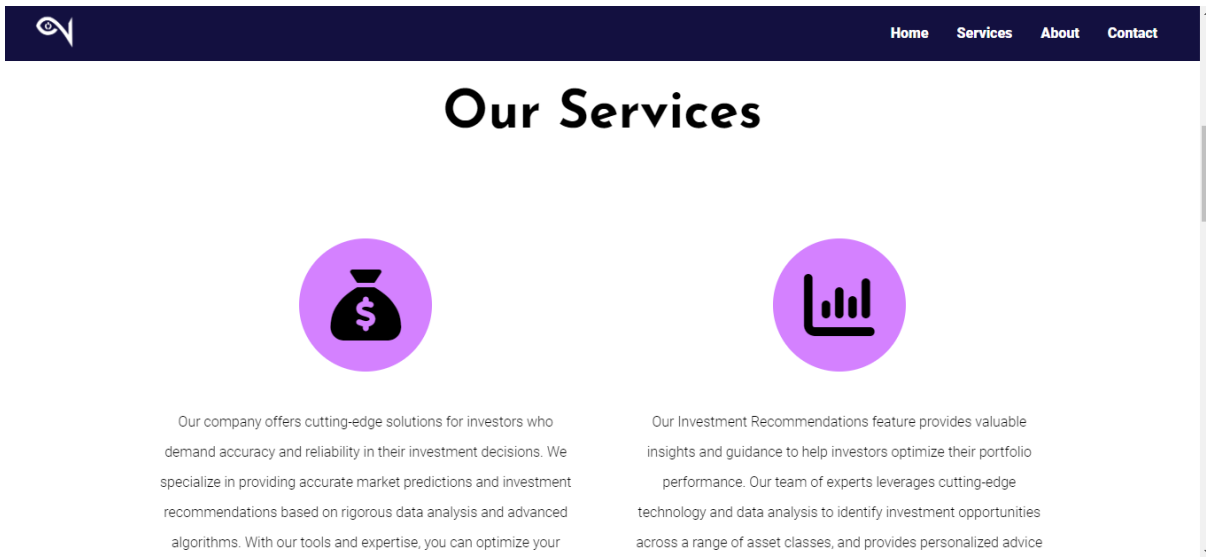 Home Services About Contact
Our Services
$
Our company offers cutting-edge solutions for investors who
demand accuracy and reliability in their investment decisions. We
specialize in providing accurate market predictions and investment
recommendations based on rigorous data analysis and advanced
algorithms. With our tools and expertise, you can optimize your
Our Investment Recommendations feature provides valuable
insights and guidance to help investors optimize their portfolio
performance. Our team of experts leverages cutting-edge
technology and data analysis to identify investment opportunities
across a range of asset classes, and provides personalized advice